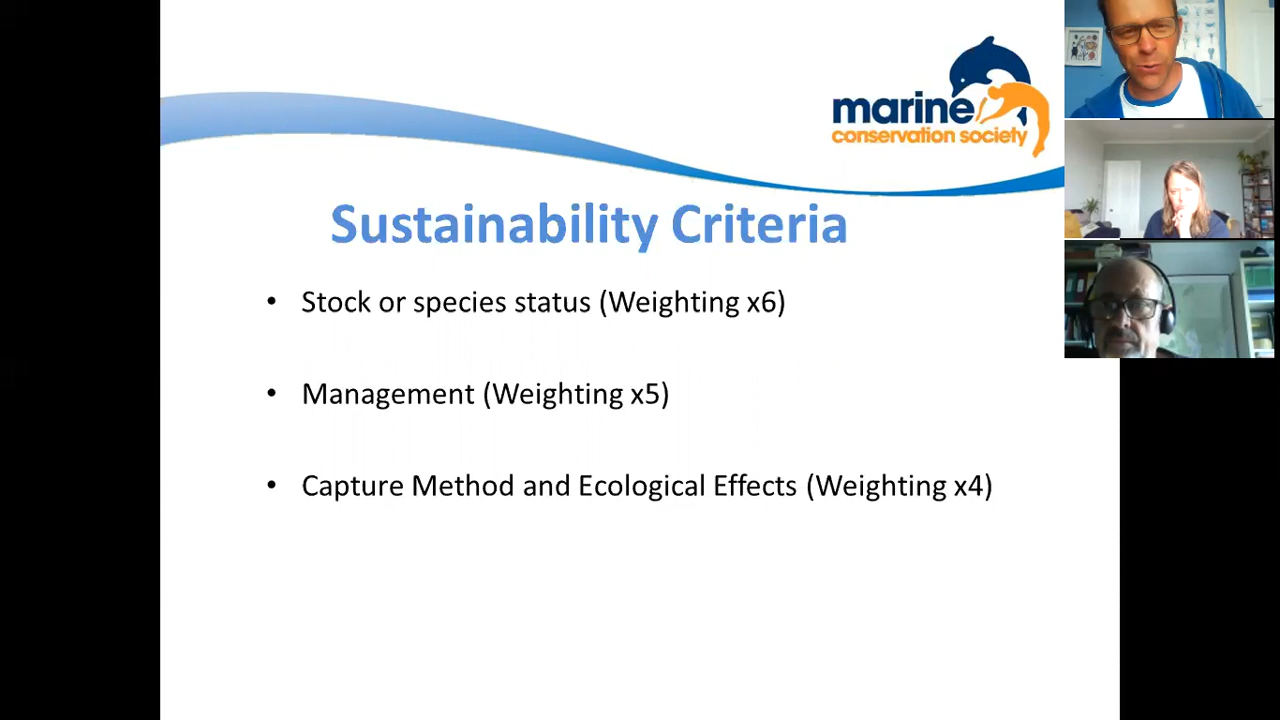 marine
conservation society
Sustainability Criteria
• Stock or species status (Weighting x6)
• Management (Weighting x5)
• Capture Method and Ecological Effects (Weighting x4)